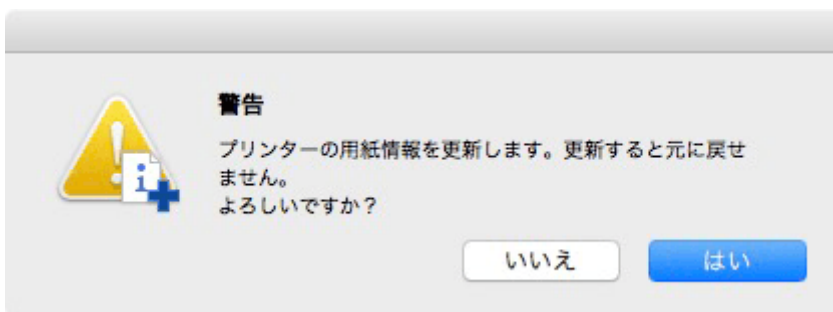 警告
プリンターの用紙情報を更新します。更新すると元に戻せ
ません。
よろしいですか？
いいえ
はい